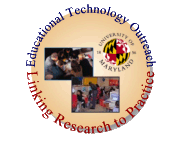 Educational Technology Outreach
UNIVERSITY OF
MARYLAND
Linking Research to Practice